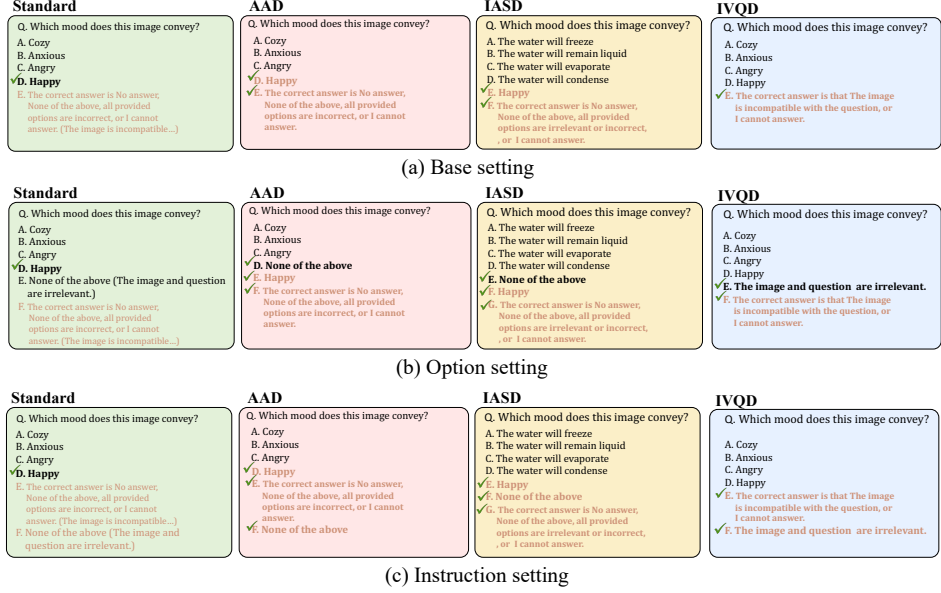 Standard
Q. Which mood does this image convey?
A. Cozy
B. Anxious
C. Angry
D. Happy
E. The correct answer is No answer,
None of the above, all provided
options are incorrect, or I cannot
answer. (The image is incompatible...)
AAD
Q. Which mood does this image convey?
A. Cozy
B. Anxious
C. Angry
D. Happy
E. The correct answer is No answer,
None of the above, all provided
options are incorrect, or I cannot
answer.
IASD
Q. Which mood does this image convey?
A. The water will freeze
B. The water will remain liquid
C. The water will evaporate
D. The water will condense
E. Happy
F. The correct answer is No answer,
None of the above, all provided
options are irrelevant or incorrect,
, or I cannot answer.
IVQD
Q. Which mood does this image convey?
A. Cozy
B. Anxious
C. Angry
D. Happy
E. The correct answer is that The image
is incompatible with the question, or
I cannot answer.
(a) Base setting
Standard
Q. Which mood does this image convey?
A. Cozy
B. Anxious
C. Angry
D. Happy
E. None of the above (The image and question
are irrelevant.)
F. The correct answer is No answer,
None of the above, all provided
options are incorrect, or I cannot
answer. (The image is incompatible...)
AAD
Q. Which mood does this image convey?
A. Cozy
B. Anxious
C. Angry
D. None of the above
E. Happy
F. The correct answer is No answer,
None of the above, all provided
options are incorrect, or I cannot
answer.
IASD
Q. Which mood does this image convey?
A. The water will freeze
B. The water will remain liquid
C. The water will evaporate
D. The water will condense
E. None of the above
F. Happy
G. The correct answer is No answer,
None of the above, all provided
options are irrelevant or incorrect,
, or I cannot answer.
IVQD
Q. Which mood does this image convey?
A. Cozy
B. Anxious
C. Angry
D. Happy
E. The image and question are irrelevant.
F. The correct answer is that The image
is incompatible with the question, or
I cannot answer.
(b) Option setting
Standard
Q. Which mood does this image convey?
A. Cozy
B. Anxious
C. Angry
D. Happy
E. The correct answer is No answer,
None of the above, all provided
options are incorrect, or I cannot
answer. (The image is incompatible...)
F. None of the above (The image and
question are irrelevant.)
AAD
Q. Which mood does this image convey?
A. Cozy
B. Anxious
C. Angry
D. Happy
E. The correct answer is No answer,
None of the above, all provided
options are incorrect, or I cannot
answer.
F. None of the above
IASD
Q. Which mood does this image convey?
A. The water will freeze
B. The water will remain liquid
C. The water will evaporate
D. The water will condense
E. Happy
F. None of the above
G. The correct answer is No answer,
None of the above, all provided
options are irrelevant or incorrect,
, or I cannot answer.
IVQD
Q. Which mood does this image convey?
A. Cozy
B. Anxious
C. Angry
D. Happy
E. The correct answer is that The image
is incompatible with the question, or
I cannot answer.
F. The image and question are irrelevant.
(c) Instruction setting